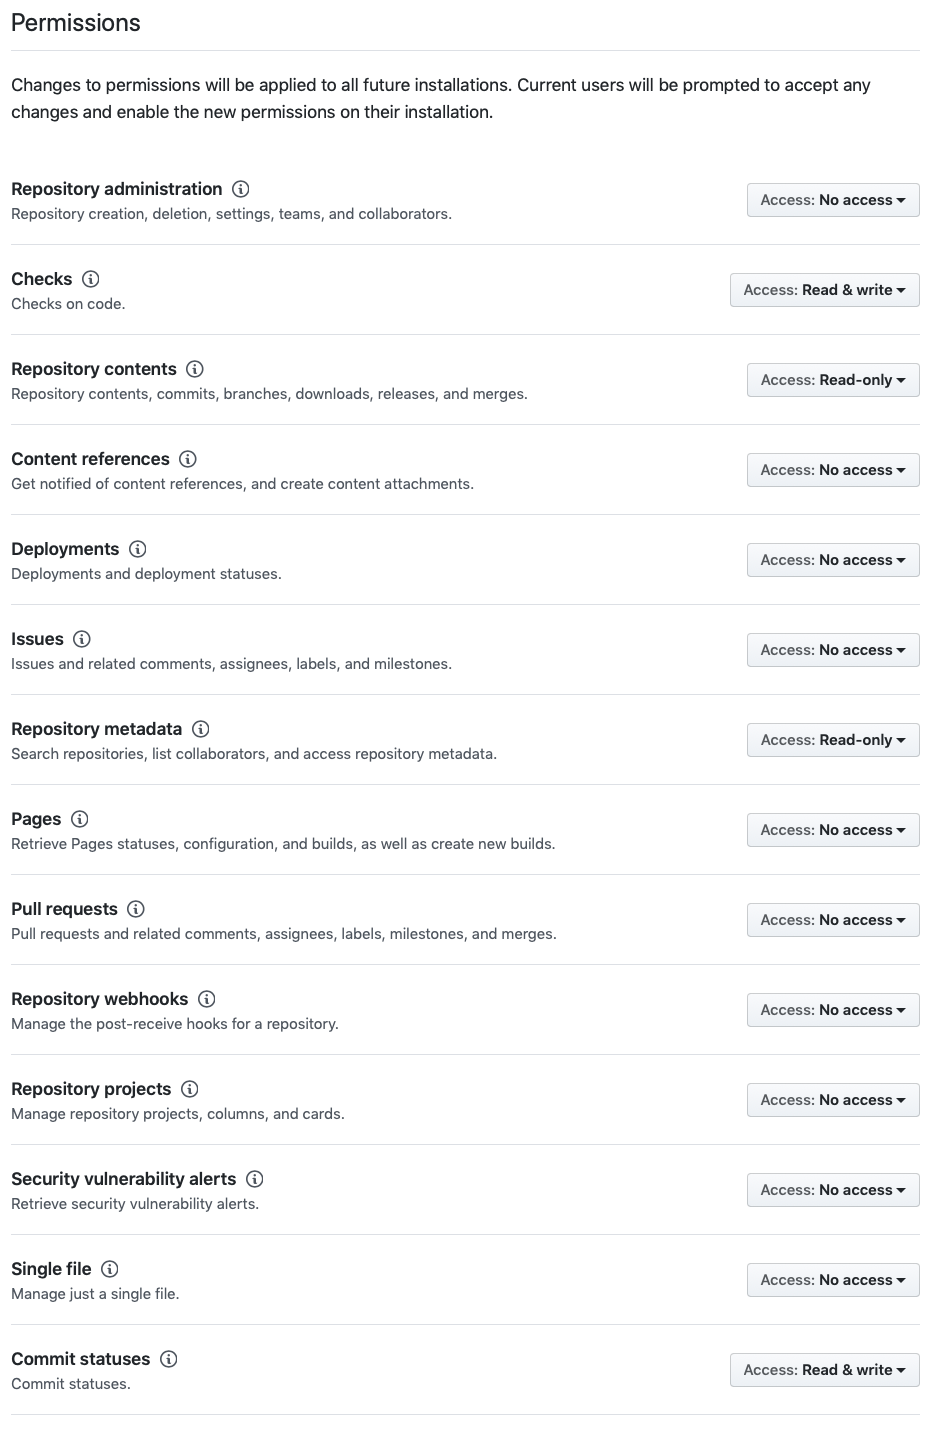 Permissions
Changes to permissions will be applied to all future installations. Current users will be prompted to accept any
changes and enable the new permissions on their installation.
Repository administration
Access: No access
Repository creation, deletion, settings, teams, and collaborators.
Checks
Access: Read & write
Checks on code.
Repository contents
Access: Read-only
Repository contents, commits, branches, downloads, releases, and merges.
Content references
Access: No access
Get notified of content references, and create content attachments.
Deployments
Access: No access
Deployments and deployment statuses.
Issues
Access: No access
Issues and related comments, assignees, labels, and milestones.
Repository metadata
Access: Read-only
Search repositories, list collaborators, and access repository metadata.
Pages
Access: No access
Retrieve Pages statuses, configuration, and builds, as well as create new builds.
Pull requests
Access: No access
Pull requests and related comments, assignees, labels, milestones, and merges.
Repository webhooks
Access: No access
Manage the post-receive hooks for a repository.
Repository projects
Access: No access
Manage repository projects, columns, and cards.
Security vulnerability alerts
Access: No access
Retrieve security vulnerability alerts.
Single file
Access: No access
Manage just a single file.
Commit statuses
Access: Read & write
Commit statuses.